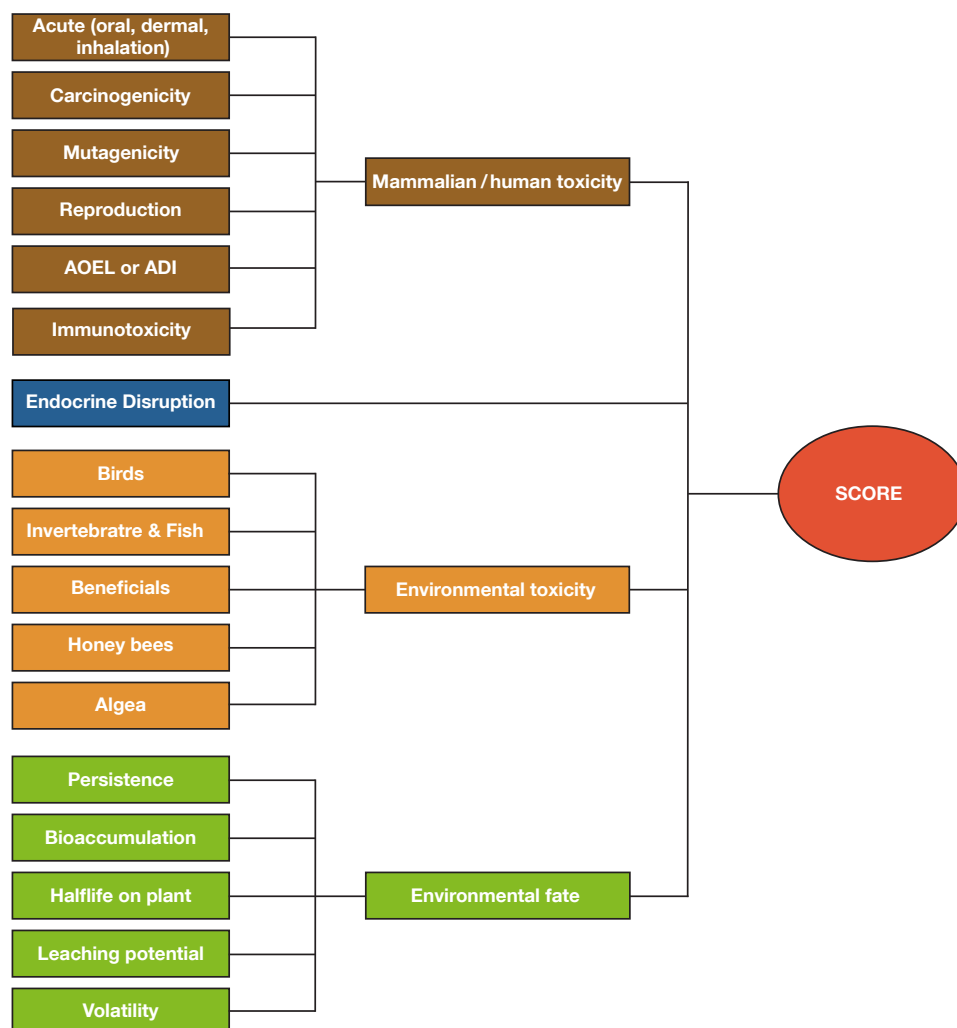 Acute (oral, dermal,
inhalation)
Carcinogenicity
Mutagenicity
Mammalian / human toxicity
Reproduction
AOEL or ADI
Immunotoxicity
Endocrine Disruption
Birds
SCORE
Invertebratre & Fish
Beneficials
Environmental toxicity
Honey bees
Algea
Persistence
Bioaccumulation
Halflife on plant
Environmental fate
Leaching potential
Volatility